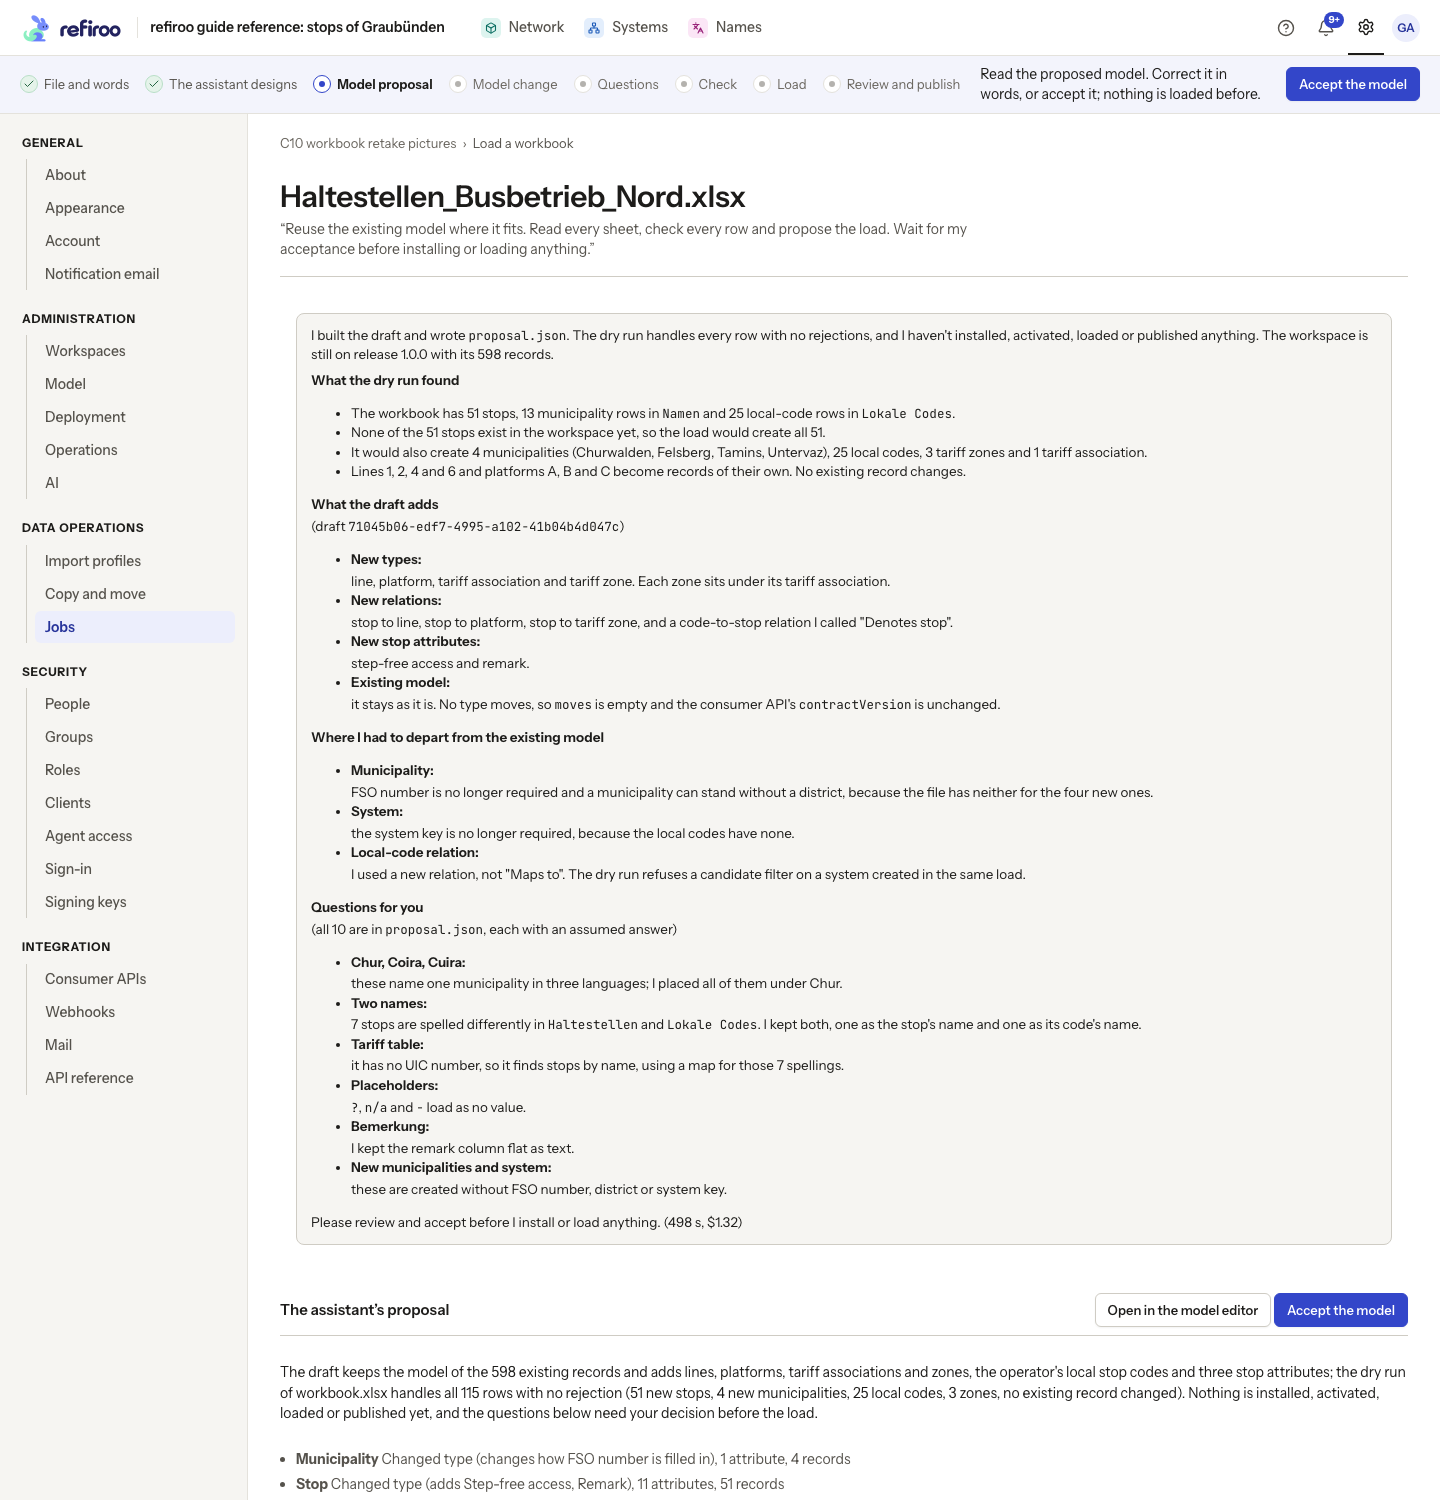 refiroo
refiroo guide reference: stops of Graubünden
Network
Systems
Names
9+
GA
File and words
The assistant designs
Model proposal
Model change
Questions
Check
Load
Review and publish
Read the proposed model. Correct it in
words, or accept it; nothing is loaded before.
Accept the model
GENERAL
About
Appearance
Account
Notification email
ADMINISTRATION
Workspaces
Model
Deployment
Operations
AI
DATA OPERATIONS
Import profiles
Copy and move
Jobs
SECURITY
People
Groups
Roles
Clients
Agent access
Sign-in
Signing keys
INTEGRATION
Consumer APIs
Webhooks
Mail
API reference
C10 workbook retake pictures › Load a workbook
Haltestellen_Busbetrieb_Nord.xlsx
“Reuse the existing model where it fits. Read every sheet, check every row and propose the load. Wait for my
acceptance before installing or loading anything.”
I built the draft and wrote proposal.json. The dry run handles every row with no rejections, and I haven't installed, activated, loaded or published anything. The workspace is
still on release 1.0.0 with its 598 records.
What the dry run found
• The workbook has 51 stops, 13 municipality rows in Namen and 25 local-code rows in Lokale Codes.
• None of the 51 stops exist in the workspace yet, so the load would create all 51.
• It would also create 4 municipalities (Churwalden, Felsberg, Tamins, Untervaz), 25 local codes, 3 tariff zones and 1 tariff association.
• Lines 1, 2, 4 and 6 and platforms A, B and C become records of their own. No existing record changes.
What the draft adds
(draft 71045b06-edf7-4995-a102-41b04b4d047c)
• New types:
line, platform, tariff association and tariff zone. Each zone sits under its tariff association.
• New relations:
stop to line, stop to platform, stop to tariff zone, and a code-to-stop relation I called "Denotes stop".
• New stop attributes:
step-free access and remark.
• Existing model:
it stays as it is. No type moves, so moves is empty and the consumer API's contractVersion is unchanged.
Where I had to depart from the existing model
• Municipality:
FSO number is no longer required and a municipality can stand without a district, because the file has neither for the four new ones.
• System:
the system key is no longer required, because the local codes have none.
• Local-code relation:
I used a new relation, not "Maps to". The dry run refuses a candidate filter on a system created in the same load.
Questions for you
(all 10 are in proposal.json, each with an assumed answer)
• Chur, Coira, Cuira:
these name one municipality in three languages; I placed all of them under Chur.
• Two names:
7 stops are spelled differently in Haltestellen and Lokale Codes. I kept both, one as the stop's name and one as its code's name.
• Tariff table:
it has no UIC number, so it finds stops by name, using a map for those 7 spellings.
• Placeholders:
?, n/a and - load as no value.
• Bemerkung:
I kept the remark column flat as text.
• New municipalities and system:
these are created without FSO number, district or system key.
Please review and accept before I install or load anything. (498 s, $1.32)
The assistant’s proposal
Open in the model editor
Accept the model
The draft keeps the model of the 598 existing records and adds lines, platforms, tariff associations and zones, the operator's local stop codes and three stop attributes; the dry run
of workbook.xlsx handles all 115 rows with no rejection (51 new stops, 4 new municipalities, 25 local codes, 3 zones, no existing record changed). Nothing is installed, activated,
loaded or published yet, and the questions below need your decision before the load.
• Municipality Changed type (changes how FSO number is filled in), 1 attribute, 4 records
• Stop Changed type (adds Step-free access, Remark), 11 attributes, 51 records